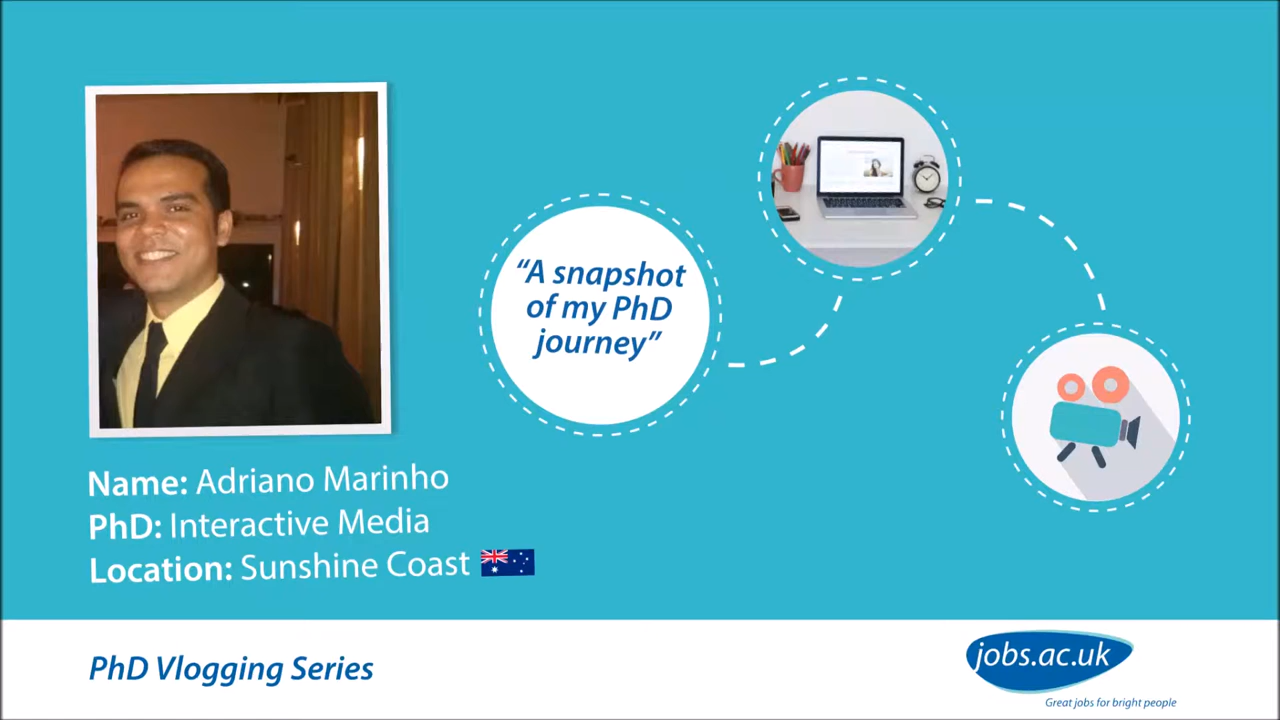 “A snapshot
of my PhD
journey”
Name: Adriano Marinho
PhD: Interactive Media
Location: Sunshine Coast
PhD Vlogging Series
jobs.ac.uk
Great jobs for bright people